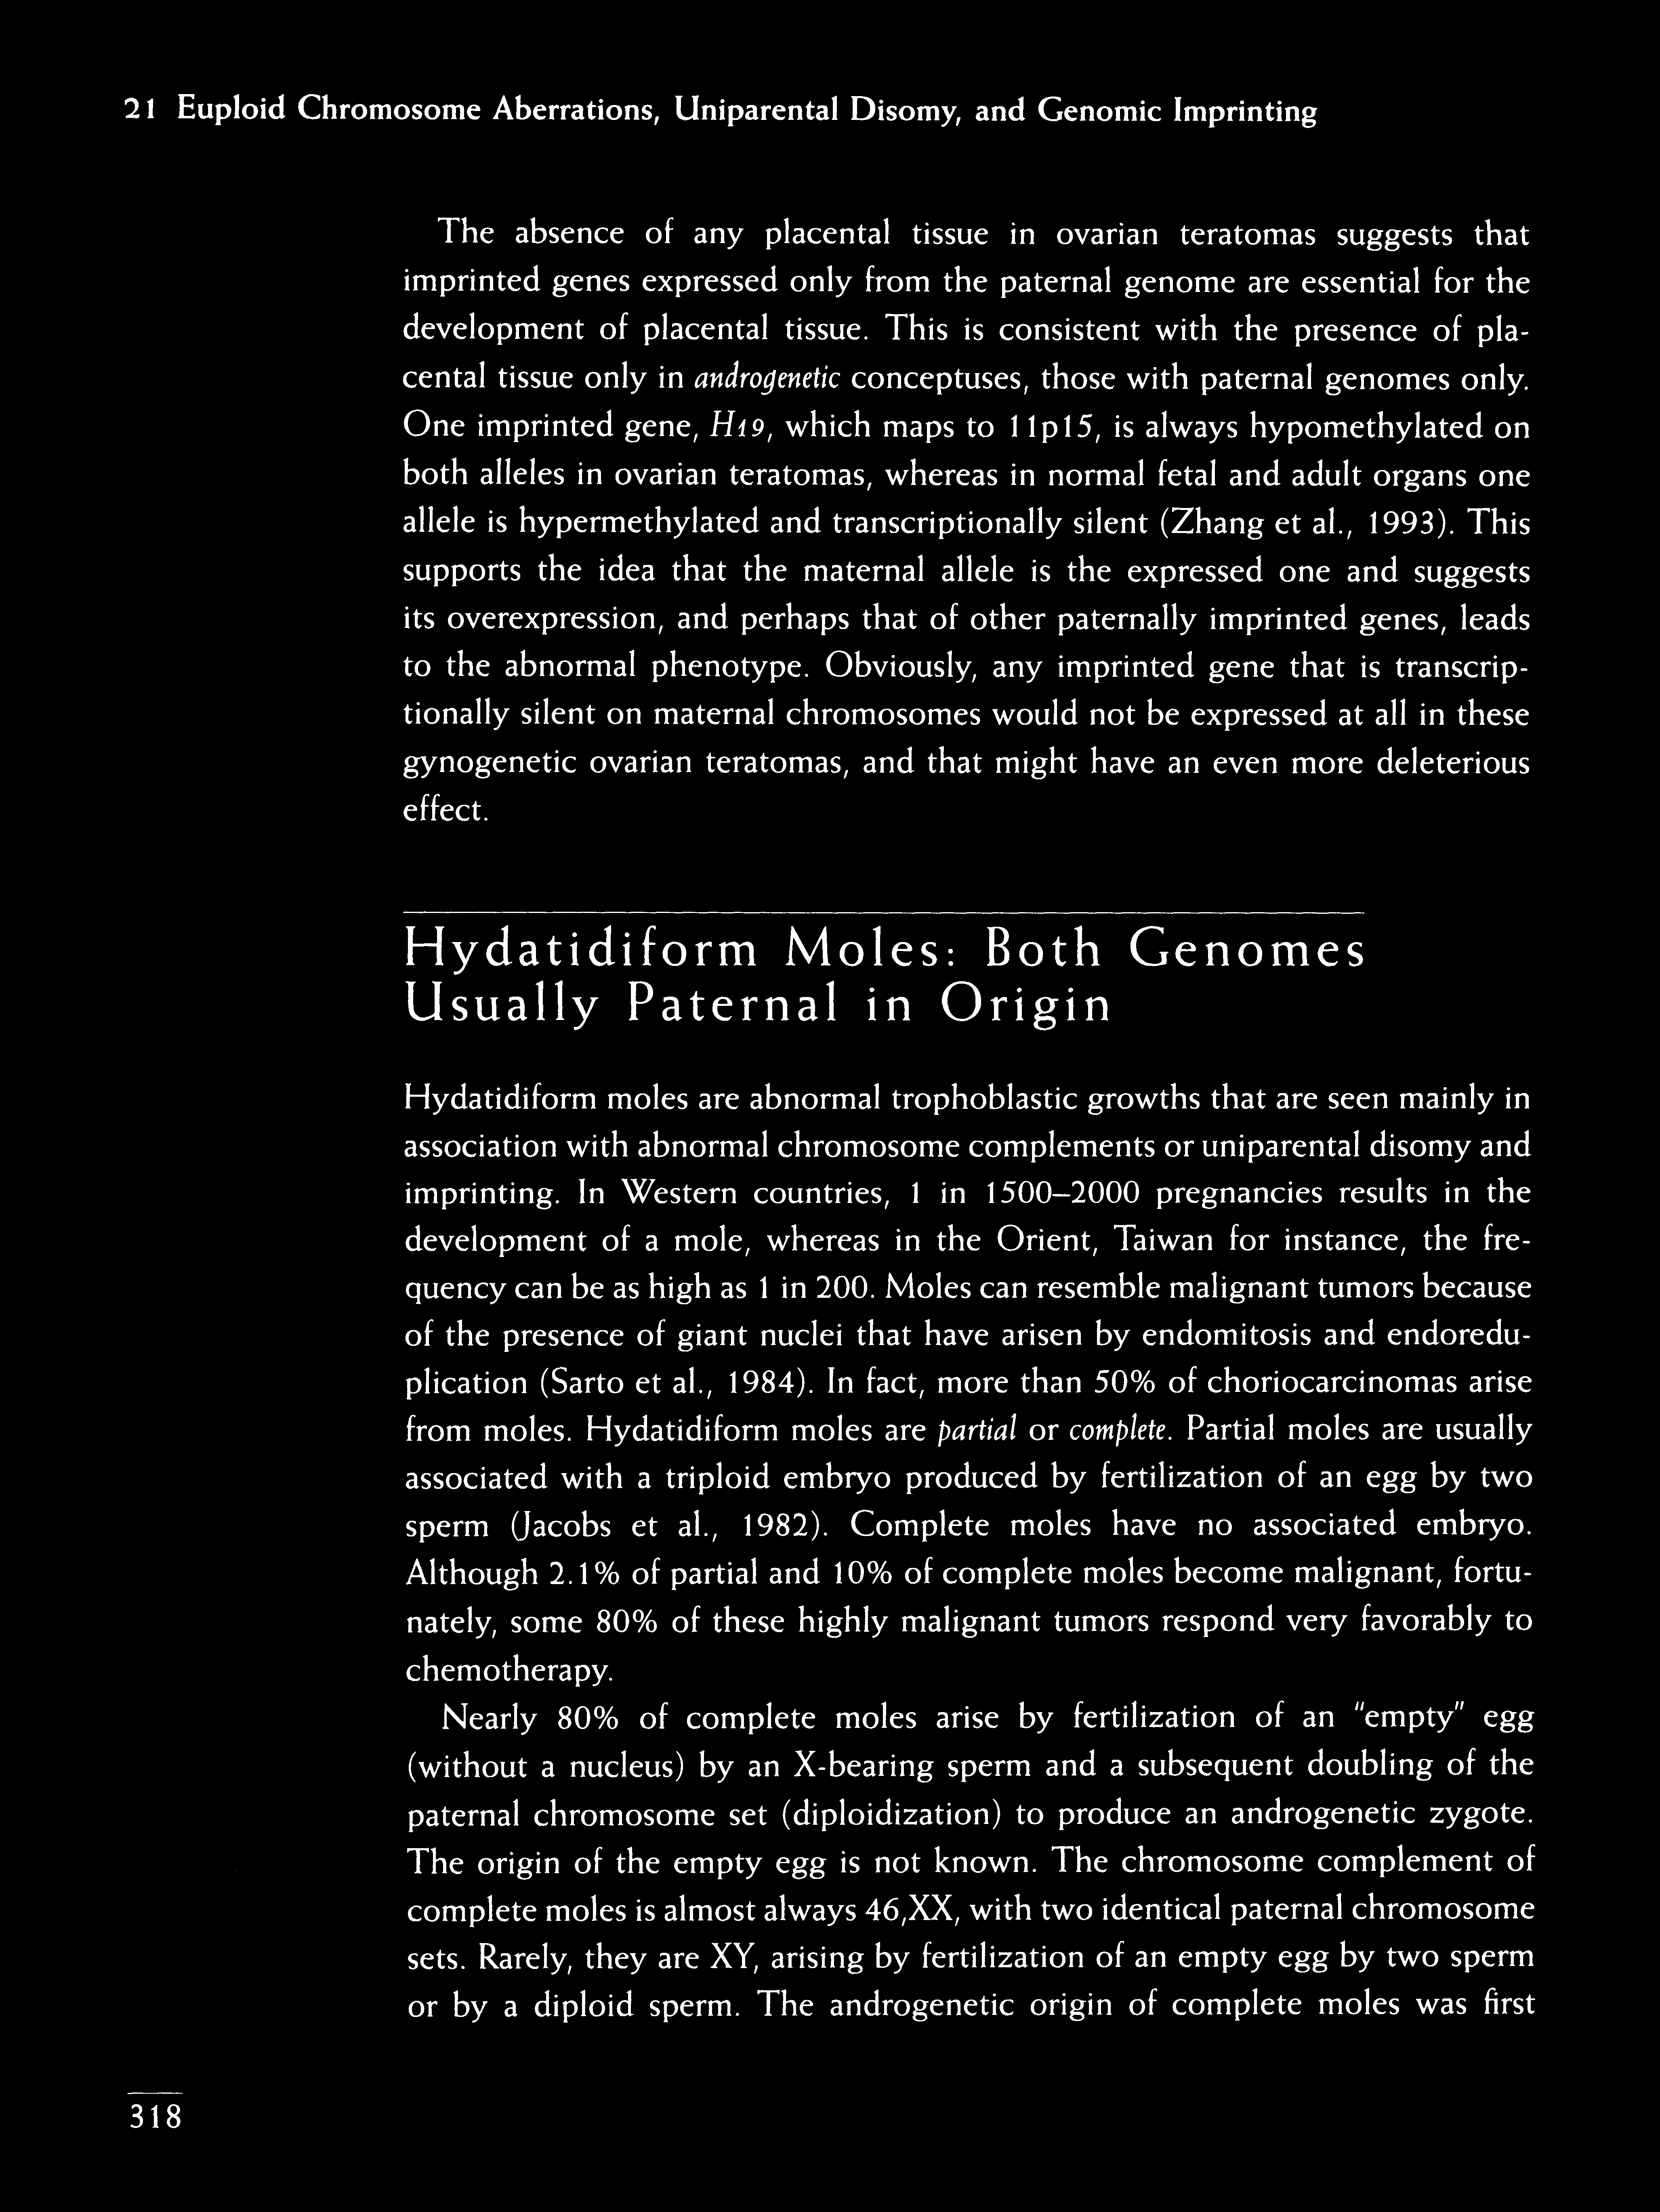 21 Euploid Chromosome Aberrations, Uniparental Disomy, and Genomic Imprinting
The absence of any placental tissue in ovarian teratomas suggests that
imprinted genes expressed only from the paternal genome are essential for the
development of placental tissue. This is consistent with the presence of pla-
cental tissue only in androgenetic conceptuses, those with paternal genomes only.
One imprinted gene, H19, which maps to 11p15, is always hypomethylated on
both alleles in ovarian teratomas, whereas in normal fetal and adult organs one
allele is hypermethylated and transcriptionally silent (Zhang et al., 1993). This
supports the idea that the maternal allele is the expressed one and suggests
its overexpression, and perhaps that of other paternally imprinted genes, leads
to the abnormal phenotype. Obviously, any imprinted gene that is transcrip-
tionally silent on maternal chromosomes would not be expressed at all in these
gynogenetic ovarian teratomas, and that might have an even more deleterious
effect.
Hydatidiform Moles: Both Genomes
Usually Paternal in Origin
Hydatidiform moles are abnormal trophoblastic growths that are seen mainly in
association with abnormal chromosome complements or uniparental disomy and
imprinting. In Western countries, 1 in 1500–2000 pregnancies results in the
development of a mole, whereas in the Orient, Taiwan for instance, the fre-
quency can be as high as 1 in 200. Moles can resemble malignant tumors because
of the presence of giant nuclei that have arisen by endomitosis and endoredu-
plication (Sarto et al., 1984). In fact, more than 50% of choriocarcinomas arise
from moles. Hydatidiform moles are partial or complete. Partial moles are usually
associated with a triploid embryo produced by fertilization of an egg by two
sperm (Jacobs et al., 1982). Complete moles have no associated embryo.
Although 2.1% of partial and 10% of complete moles become malignant, fortu-
nately, some 80% of these highly malignant tumors respond very favorably to
chemotherapy.
Nearly 80% of complete moles arise by fertilization of an "empty" egg
(without a nucleus) by an X-bearing sperm and a subsequent doubling of the
paternal chromosome set (diploidization) to produce an androgenetic zygote.
The origin of the empty egg is not known. The chromosome complement of
complete moles is almost always 46,XX, with two identical paternal chromosome
sets. Rarely, they are XY, arising by fertilization of an empty egg by two sperm
or by a diploid sperm. The androgenetic origin of complete moles was first
318